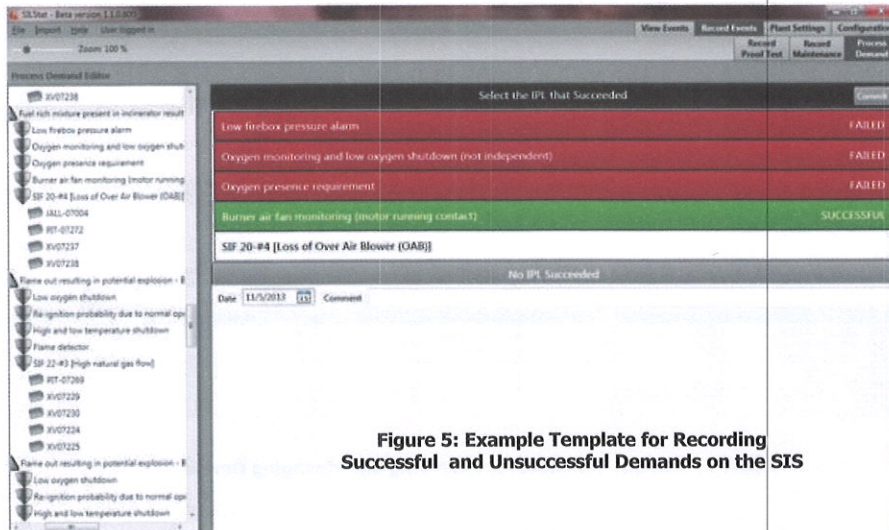 SILStat - Beta version 1.1.0.800
File Import Help User logged in
View Events Record Events Plant Settings Configuration
Zoom 100 %
Record Proof Test
Record Maintenance
Process Demand
Process Demand Editor
XV07238
Fuel rich mixture present in incinerator result
Low firebox pressure alarm
Oxygen monitoring and low oxygen shutd
Oxygen presence requirement
Burner air fan monitoring (motor running
SIF 20-#4 [Loss of Over Air Blower (OAB)]
IALL-07004
PIT-07272
XV07237
XV07238
Flame out resulting in potential explosion - B
Low oxygen shutdown
Re-ignition probability due to normal ope
High and low temperature shutdown
Flame detector
SIF 22-#3 [High natural gas flow]
PIT-07269
XV07229
XV07230
XV07224
XV07225
Flame out resulting in potential explosion - B
Low oxygen shutdown
Re-ignition probability due to normal ope
High and low temperature shutdown
Select the IPL that Succeeded
Commit
Low firebox pressure alarm FAILED
Oxygen monitoring and low oxygen shutdown (not independent) FAILED
Oxygen presence requirement FAILED
Burner air fan monitoring (motor running contact) SUCCESSFUL
SIF 20-#4 [Loss of Over Air Blower (OAB)]
No IPL Succeeded
Date 11/5/2013 15 Comment
Figure 5: Example Template for Recording
Successful and Unsuccessful Demands on the SIS